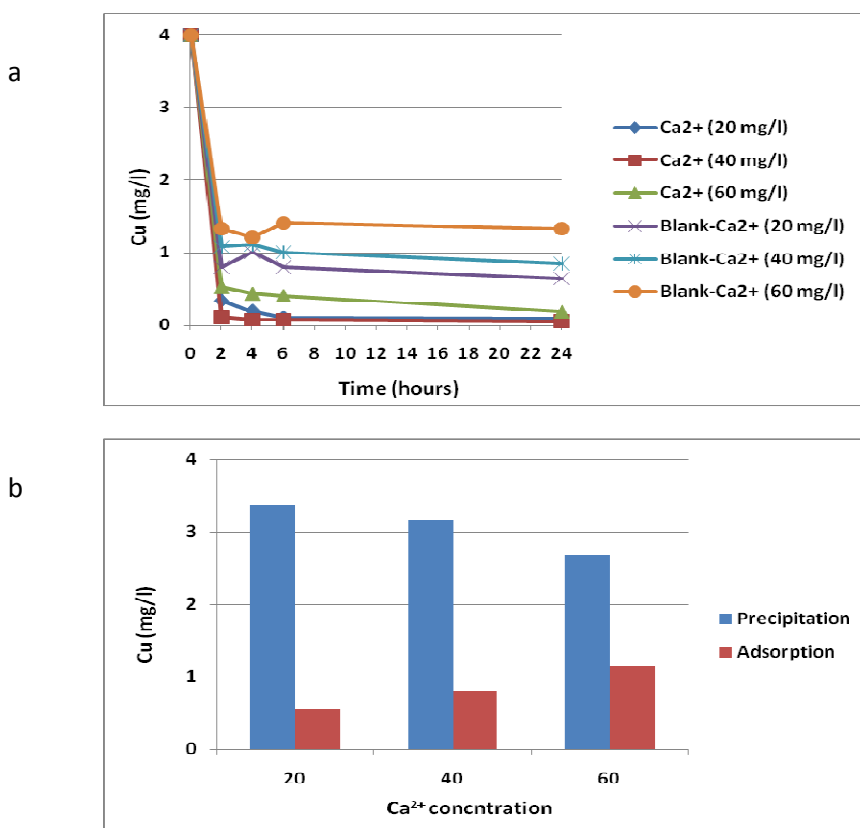 a
4
3
2
1
0
Cu (mg/l)
0 2 4 6 8 10 12 14 16 18 20 22 24
Time (hours)
Ca2+ (20 mg/l)
Ca2+ (40 mg/l)
Ca2+ (60 mg/l)
Blank-Ca2+ (20 mg/l)
Blank-Ca2+ (40 mg/l)
Blank-Ca2+ (60 mg/l)
b
4
3
2
1
0
Cu (mg/l)
20 40 60
Ca²⁺ concntration
Precipitation
Adsorption